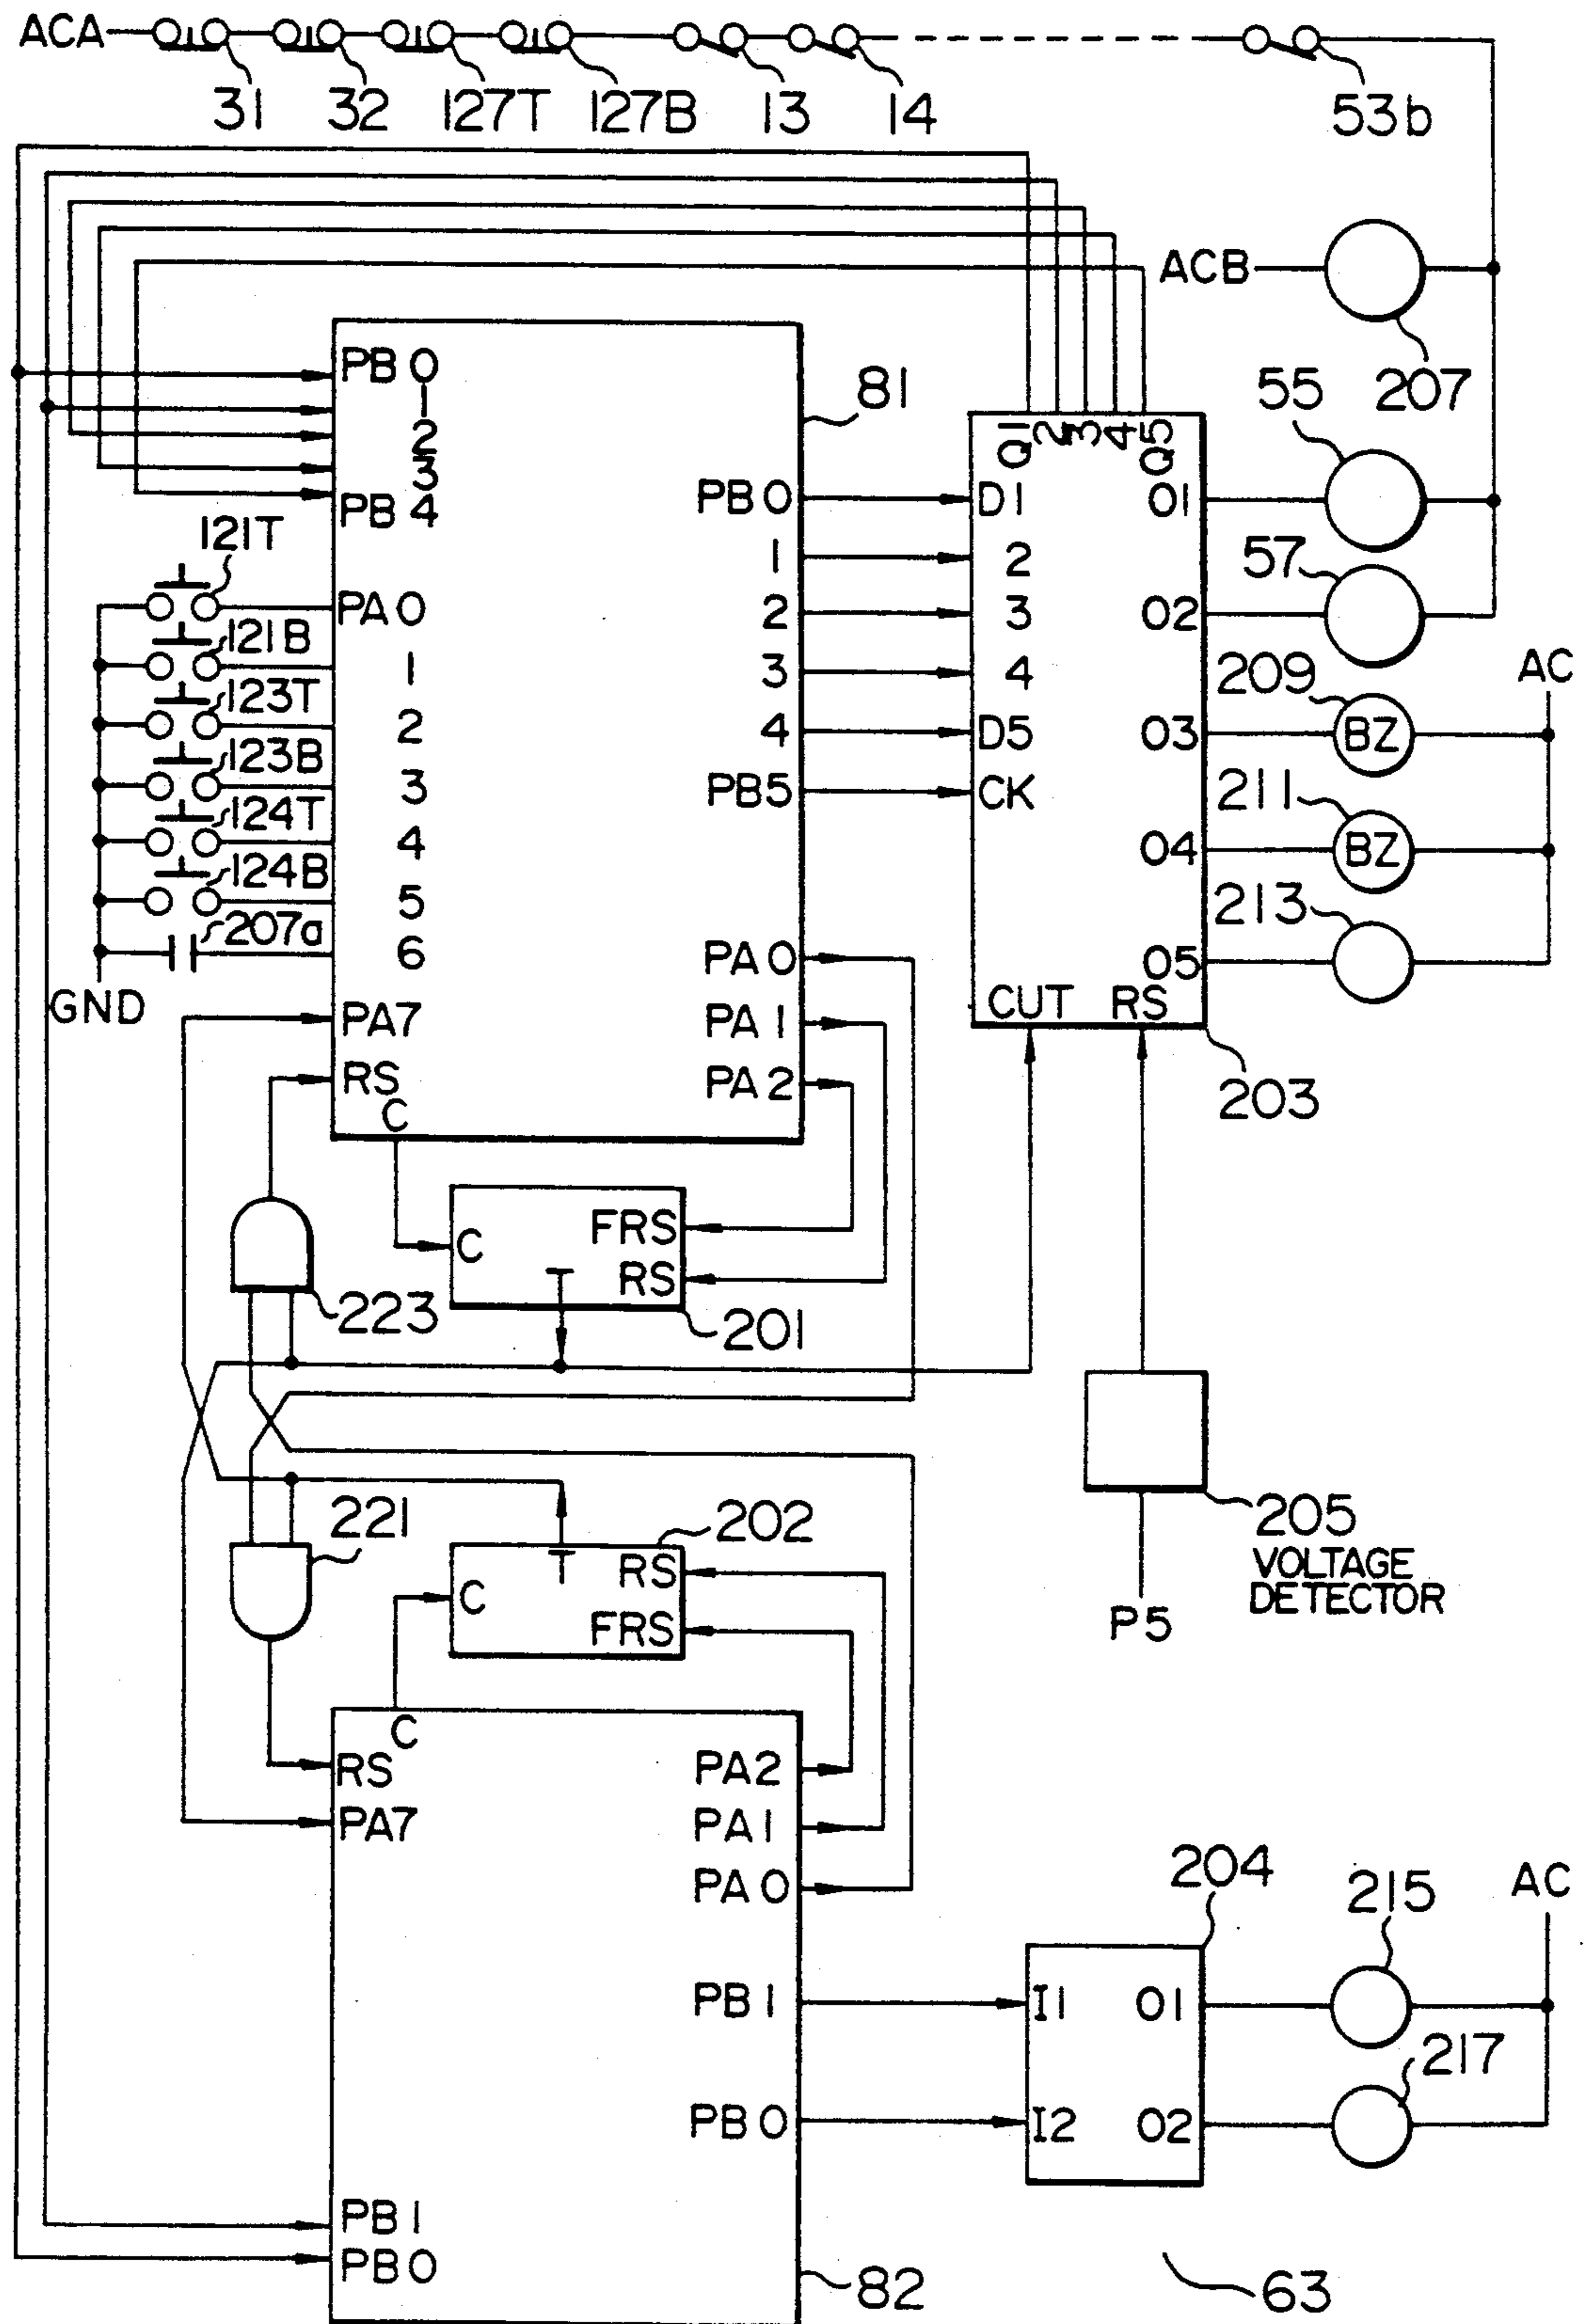 ACA
31
32
127T
127B
13
14
53b
ACB
207
55
57
81
PB 0
1
2
3
PB 4
Q1
2
3
4
Q5
PB 0
1
2
3
4
PB5
D1
2
3
4
D5
CK
O1
O2
O3
O4
O5
209
BZ
211
BZ
213
AC
121T
PA 0
121B
1
123T
2
123B
3
124T
4
124B
5
207a
6
GND
PA7
RS
C
PA 0
PA 1
PA 2
CUT
RS
203
C
FRS
RS
T
201
223
221
202
T
RS
C
FRS
205
VOLTAGE
DETECTOR
P5
C
RS
PA7
PA2
PA 1
PA 0
PB 1
PB 0
204
I1
O1
I2
O2
215
217
AC
PB 1
PB 0
82
63